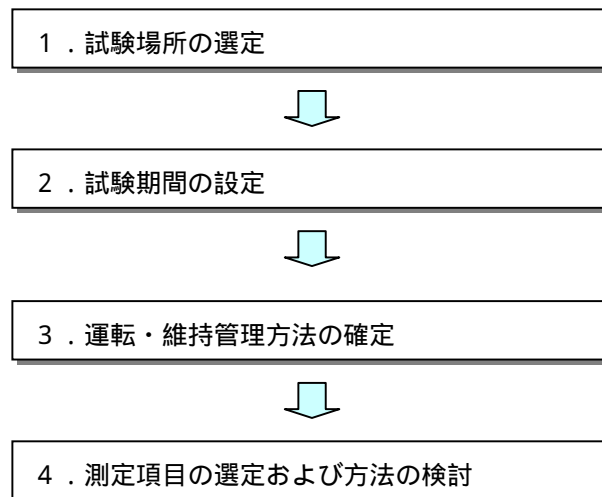 1 ．試験場所の選定
2 ．試験期間の設定
3 ．運転・維持管理方法の確定
4 ．測定項目の選定および方法の検討